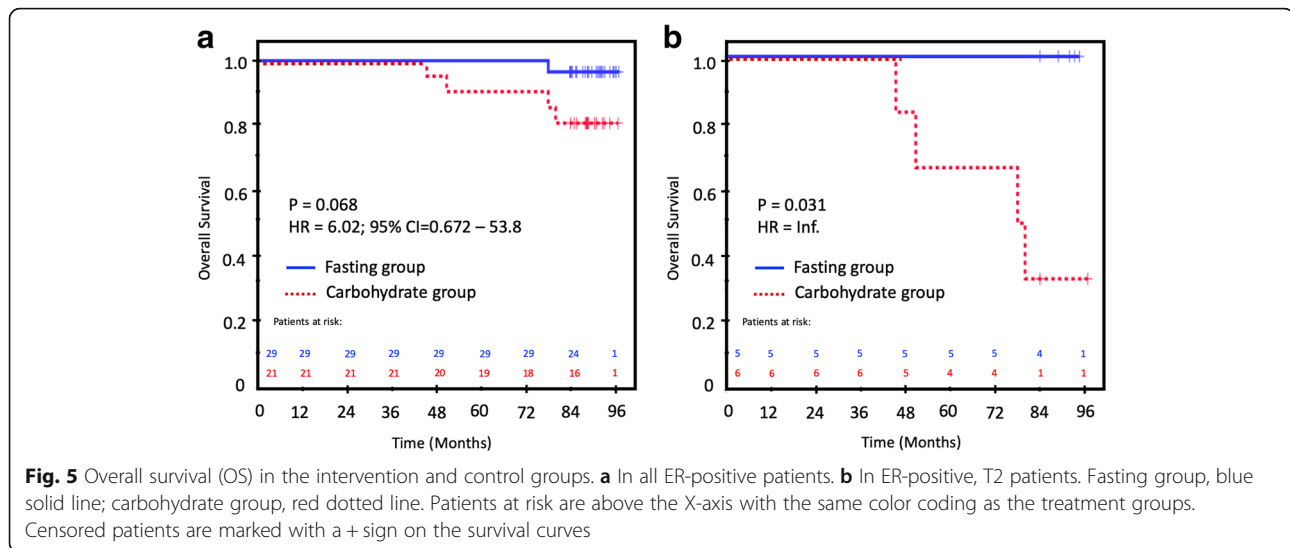 a
1.0
0.8
0.6
0.4
0.2
0
Overall Survival
P = 0.068
HR = 6.02; 95% CI=0.672 – 53.8
Fasting group
Carbohydrate group
Patients at risk:
29 29 29 29 29 29 29 24 1
21 21 21 21 20 19 18 16 1
0 12 24 36 48 60 72 84 96
Time (Months)
b
1.0
0.8
0.6
0.4
0.2
0
Overall Survival
P = 0.031
HR = Inf.
Fasting group
Carbohydrate group
Patients at risk:
5 5 5 5 5 5 5 4 1
6 6 6 6 5 4 4 1 1
0 12 24 36 48 60 72 84 96
Time (Months)
Fig. 5 Overall survival (OS) in the intervention and control groups. a In all ER-positive patients. b In ER-positive, T2 patients. Fasting group, blue
solid line; carbohydrate group, red dotted line. Patients at risk are above the X-axis with the same color coding as the treatment groups.
Censored patients are marked with a + sign on the survival curves